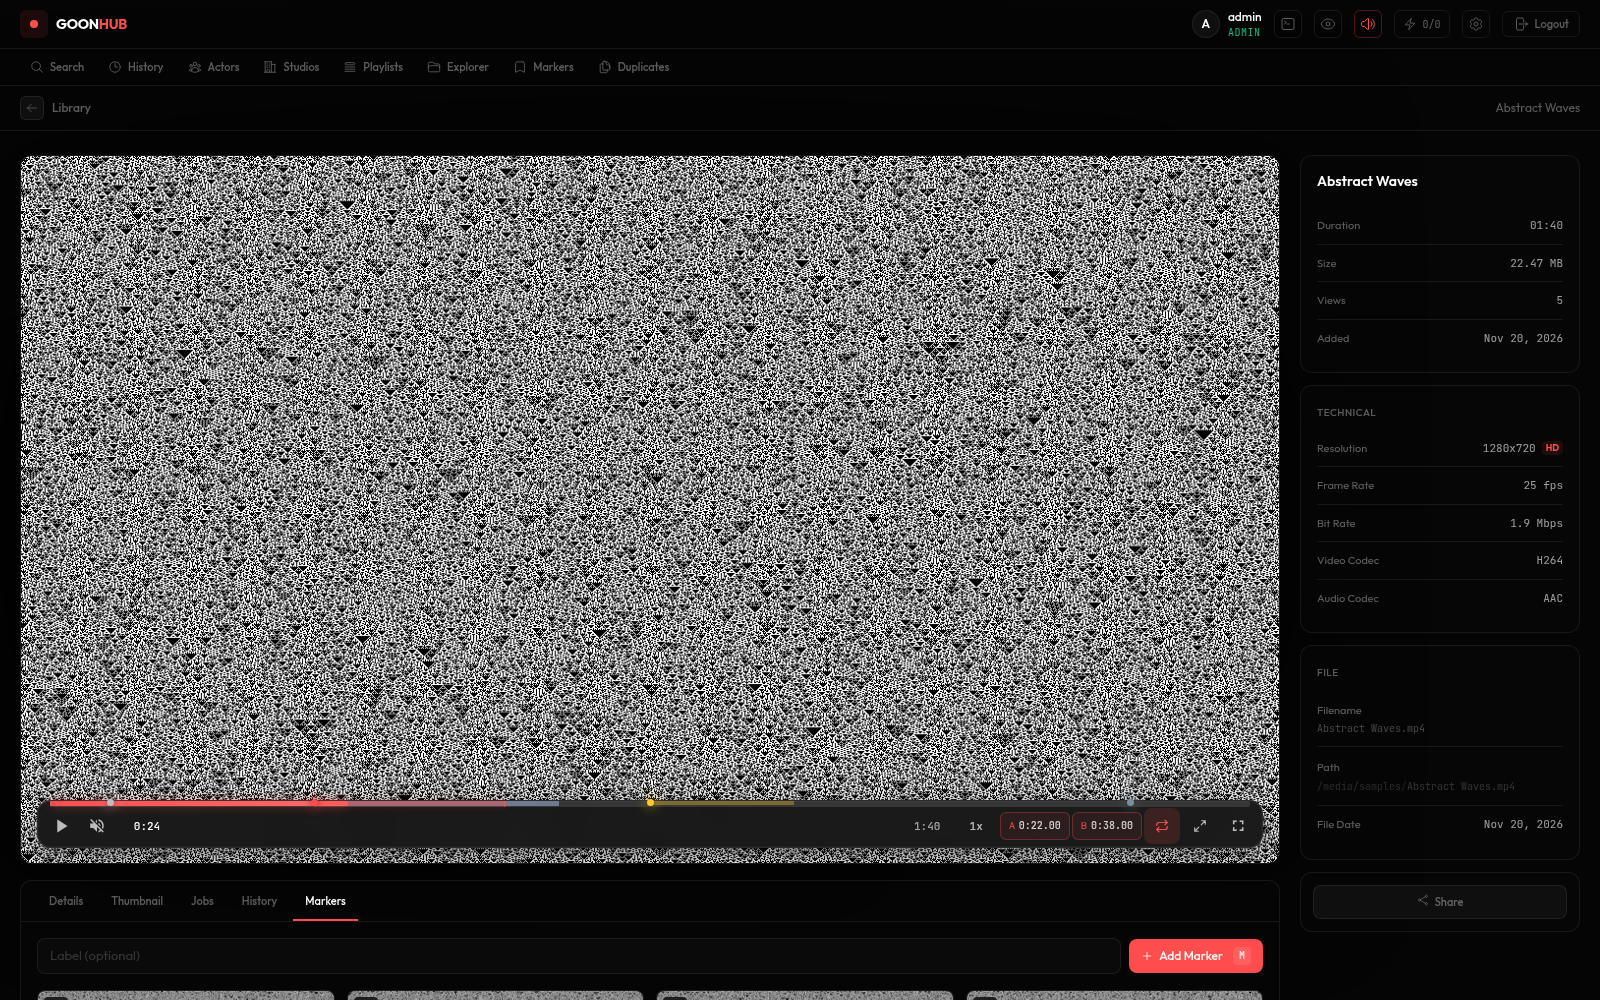 GOONHUB
A
admin
ADMIN
0/0
Logout
Search
History
Actors
Studios
Playlists
Explorer
Markers
Duplicates
Library
Abstract Waves
0:24
1:40
1x
A 0:22.00
B 0:38.00
Details
Thumbnail
Jobs
History
Markers
Label (optional)
+ Add Marker M
Abstract Waves
Duration 01:40
Size 22.47 MB
Views 5
Added Nov 20, 2026
TECHNICAL
Resolution 1280x720 HD
Frame Rate 25 fps
Bit Rate 1.9 Mbps
Video Codec H264
Audio Codec AAC
FILE
Filename
Abstract Waves.mp4
Path
/media/samples/Abstract Waves.mp4
File Date Nov 20, 2026
Share